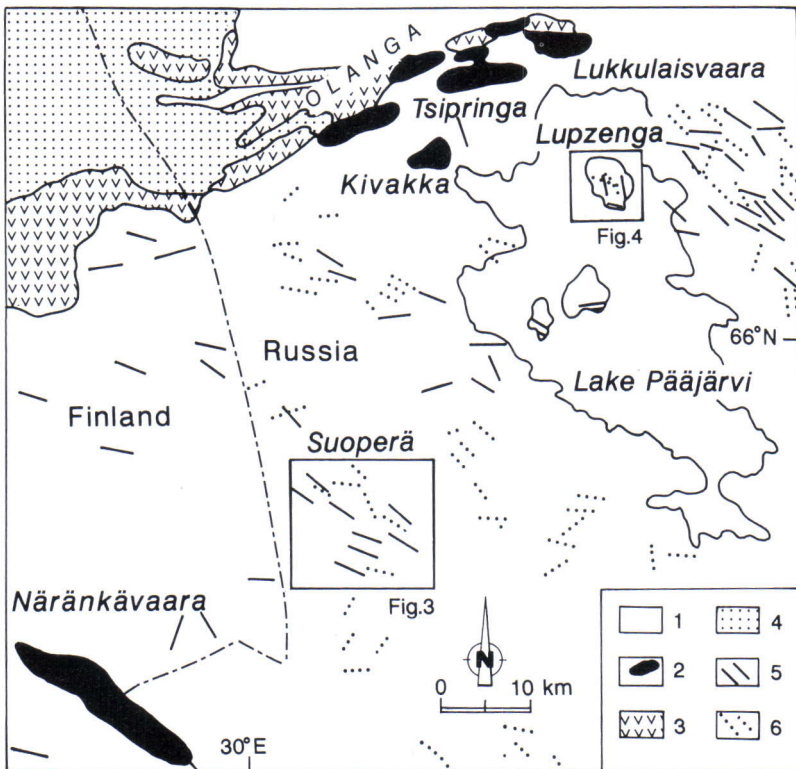 OLANGA
Lukkulaisvaara
Tsipringa
Lupzenga
Kivakka
Fig.4
66°N
Russia
Lake Pääjärvi
Finland
Suoperä
Näränkävaara
Fig.3
N
0 10 km
30°E
1 4
2 5
3 6